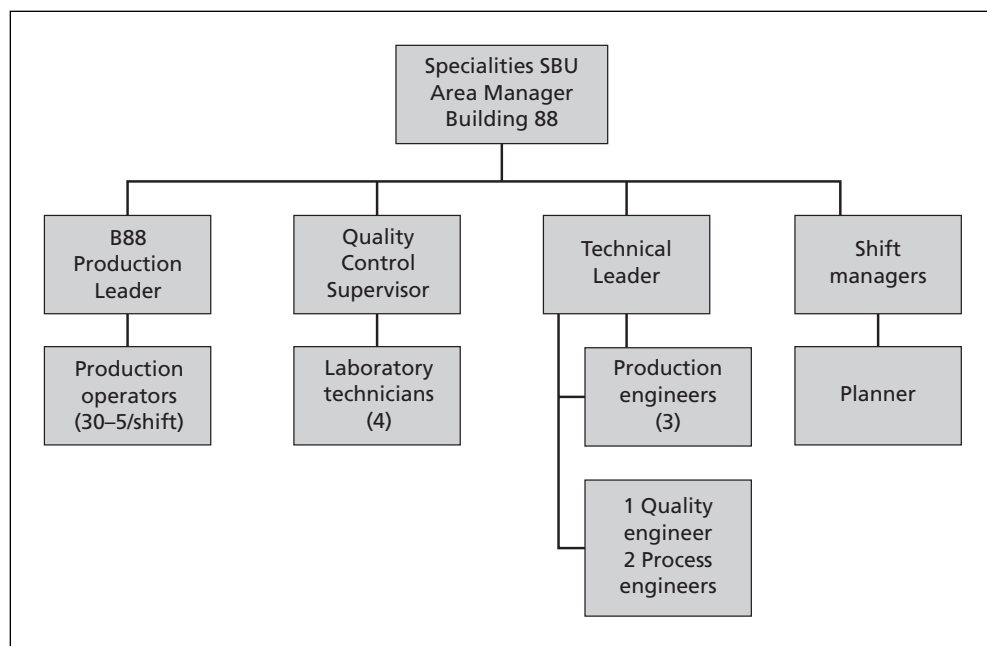 Specialities SBU
Area Manager
Building 88
B88
Production
Leader
Quality
Control
Supervisor
Technical
Leader
Shift
managers
Production
operators
(30–5/shift)
Laboratory
technicians
(4)
Production
engineers
(3)
Planner
1 Quality
engineer
2 Process
engineers